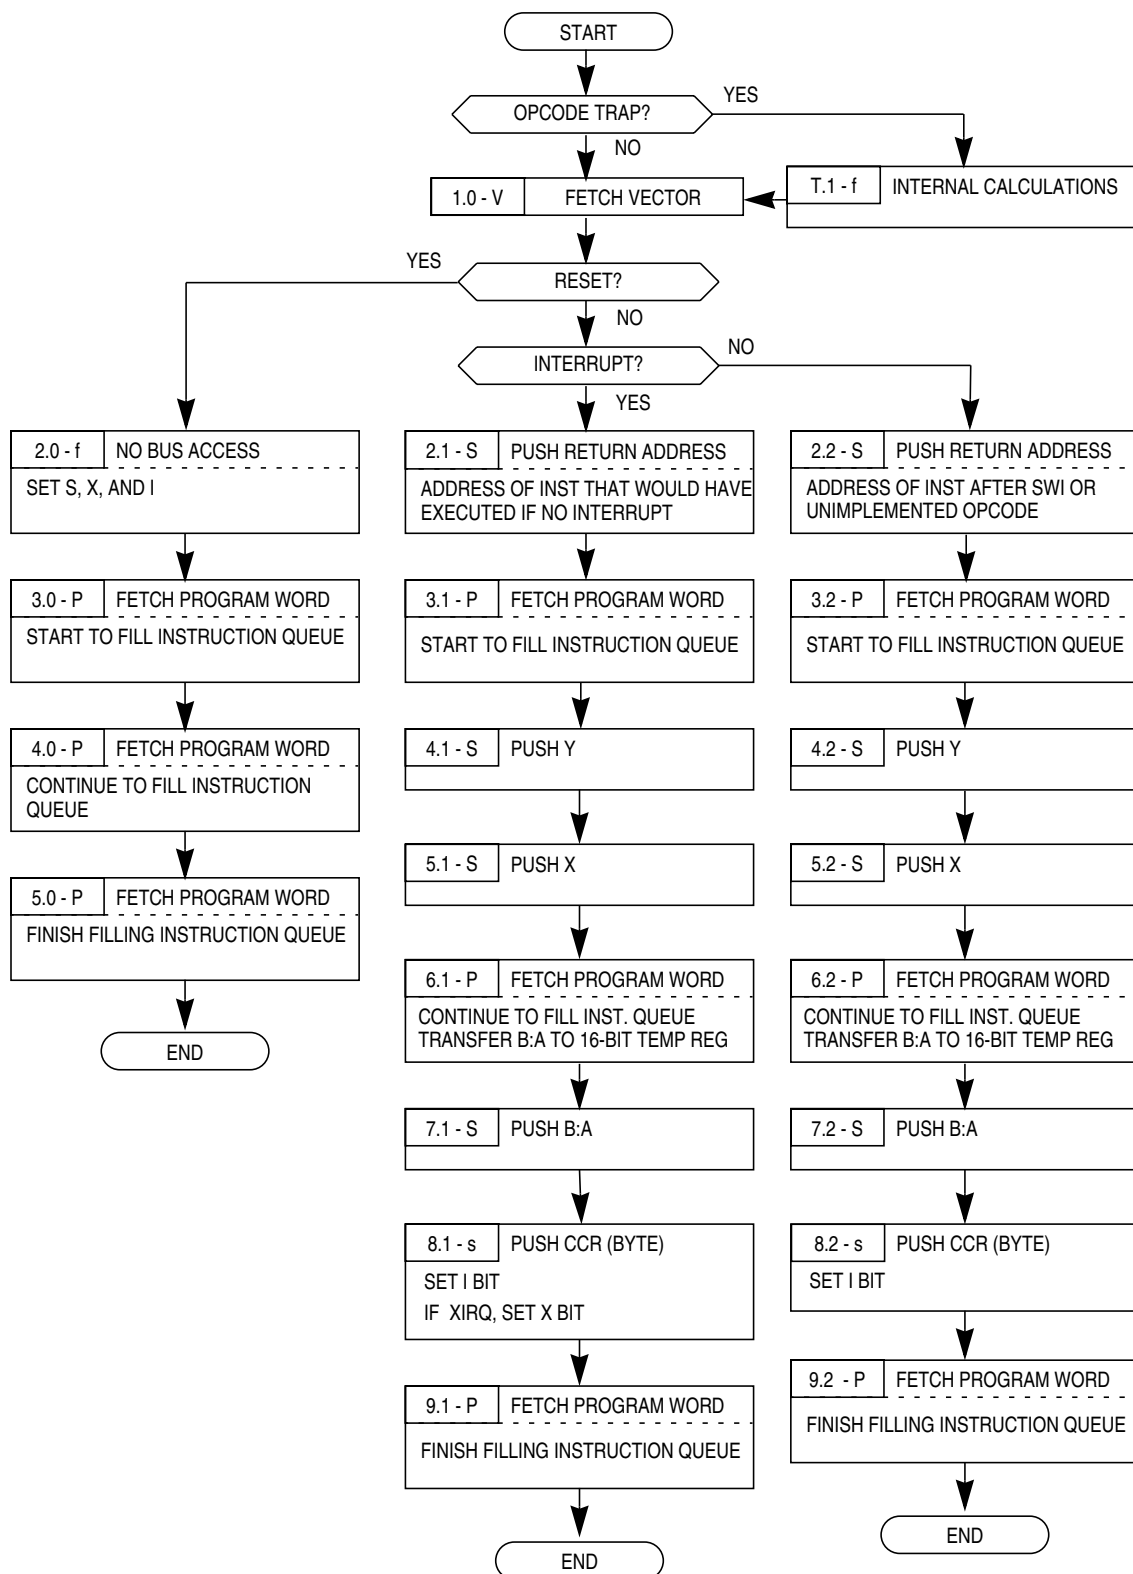 START
OPCODE TRAP?
YES
NO
T.1 - f INTERNAL CALCULATIONS
1.0 - V FETCH VECTOR
YES
RESET?
NO
INTERRUPT?
NO
YES
2.0 - f NO BUS ACCESS
SET S, X, AND I
3.0 - P FETCH PROGRAM WORD
START TO FILL INSTRUCTION QUEUE
4.0 - P FETCH PROGRAM WORD
CONTINUE TO FILL INSTRUCTION
QUEUE
5.0 - P FETCH PROGRAM WORD
FINISH FILLING INSTRUCTION QUEUE
END
2.1 - S PUSH RETURN ADDRESS
ADDRESS OF INST THAT WOULD HAVE
EXECUTED IF NO INTERRUPT
3.1 - P FETCH PROGRAM WORD
START TO FILL INSTRUCTION QUEUE
4.1 - S PUSH Y
5.1 - S PUSH X
6.1 - P FETCH PROGRAM WORD
CONTINUE TO FILL INST. QUEUE
TRANSFER B:A TO 16-BIT TEMP REG
7.1 - S PUSH B:A
8.1 - s PUSH CCR (BYTE)
SET I BIT
IF XIRQ, SET X BIT
9.1 - P FETCH PROGRAM WORD
FINISH FILLING INSTRUCTION QUEUE
END
2.2 - S PUSH RETURN ADDRESS
ADDRESS OF INST AFTER SWI OR
UNIMPLEMENTED OPCODE
3.2 - P FETCH PROGRAM WORD
START TO FILL INSTRUCTION QUEUE
4.2 - S PUSH Y
5.2 - S PUSH X
6.2 - P FETCH PROGRAM WORD
CONTINUE TO FILL INST. QUEUE
TRANSFER B:A TO 16-BIT TEMP REG
7.2 - S PUSH B:A
8.2 - s PUSH CCR (BYTE)
SET I BIT
9.2 - P FETCH PROGRAM WORD
FINISH FILLING INSTRUCTION QUEUE
END